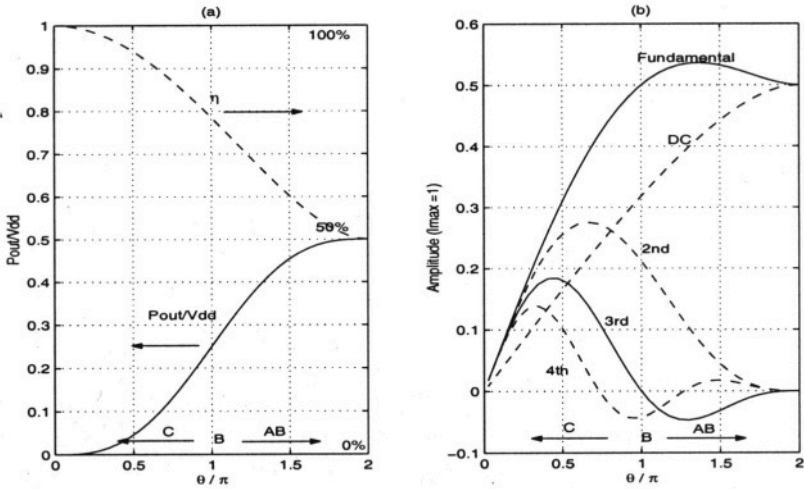 (a)
1
0.9
0.8
0.7
0.6
0.5
0.4
0.3
0.2
0.1
0
Pout/Vdd
100%
η
50%
Pout/Vdd
C
B
AB
0%
0
0.5
1
1.5
2
θ / π
(b)
0.6
0.5
0.4
0.3
0.2
0.1
0
−0.1
Amplitude (Imax =1)
Fundamental
DC
2nd
3rd
4th
C
B
AB
0
0.5
1
1.5
2
θ / π